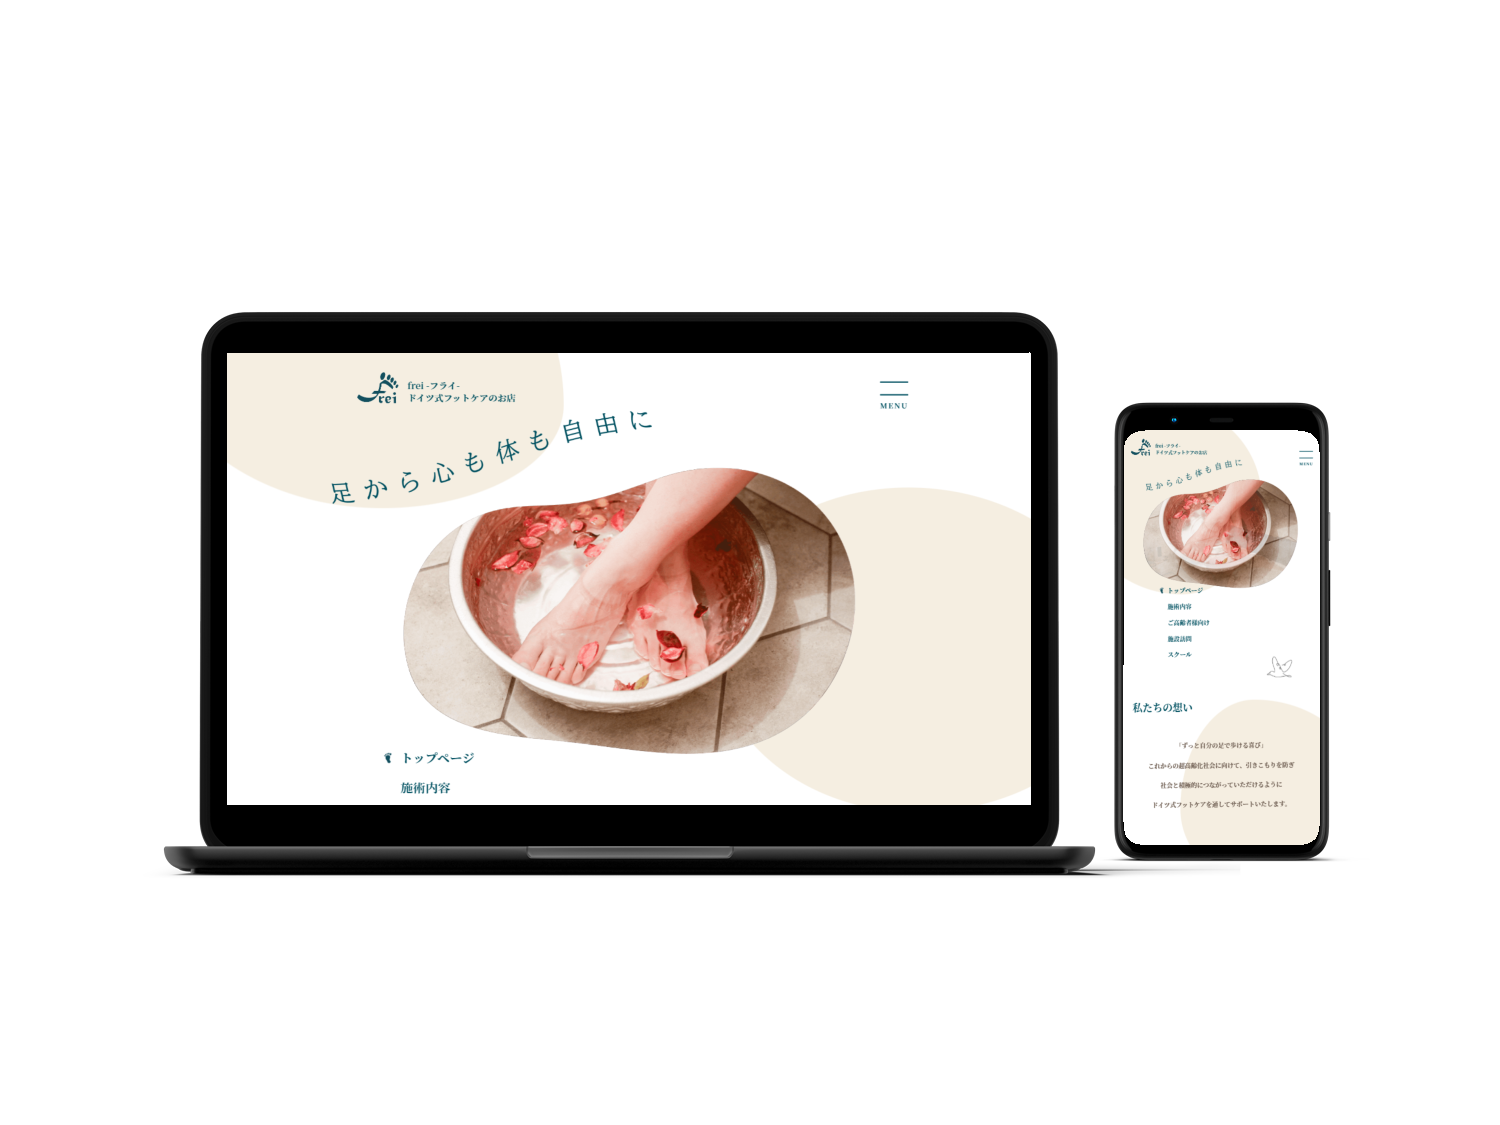 frei
frei -フライ-
ドイツ式フットケアのお店
MENU
足から心も体も自由に
トップページ
施術内容
frei
frei -フライ-
ドイツ式フットケアのお店
MENU
足から心も体も自由に
トップページ
施術内容
ご高齢者様向け
施設訪問
スクール
私たちの想い
「ずっと自分の足で歩ける喜び」
これからの超高齢化社会に向けて、引きこもりを防ぎ
社会と積極的につながっていただけるように
ドイツ式フットケアを通してサポートいたします。